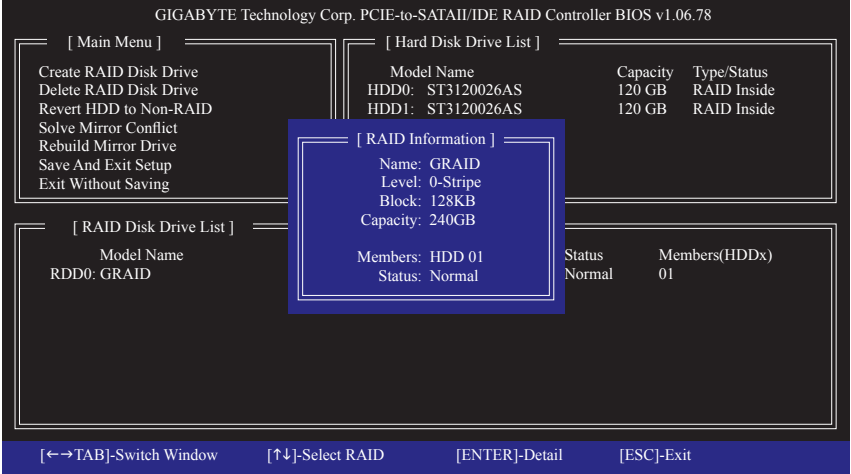 GIGABYTE Technology Corp. PCIE-to-SATAII/IDE RAID Controller BIOS v1.06.78
[ Main Menu ]
Create RAID Disk Drive
Delete RAID Disk Drive
Revert HDD to Non-RAID
Solve Mirror Conflict
Rebuild Mirror Drive
Save And Exit Setup
Exit Without Saving
[ Hard Disk Drive List ]
Model Name Capacity Type/Status
HDD0: ST3120026AS 120 GB RAID Inside
HDD1: ST3120026AS 120 GB RAID Inside
[ RAID Information ]
Name: GRAID
Level: 0-Stripe
Block: 128KB
Capacity: 240GB
Members: HDD 01
Status: Normal
[ RAID Disk Drive List ]
Model Name Status Members(HDDx)
RDD0: GRAID Normal 01
[←→TAB]-Switch Window [↑↓]-Select RAID [ENTER]-Detail [ESC]-Exit